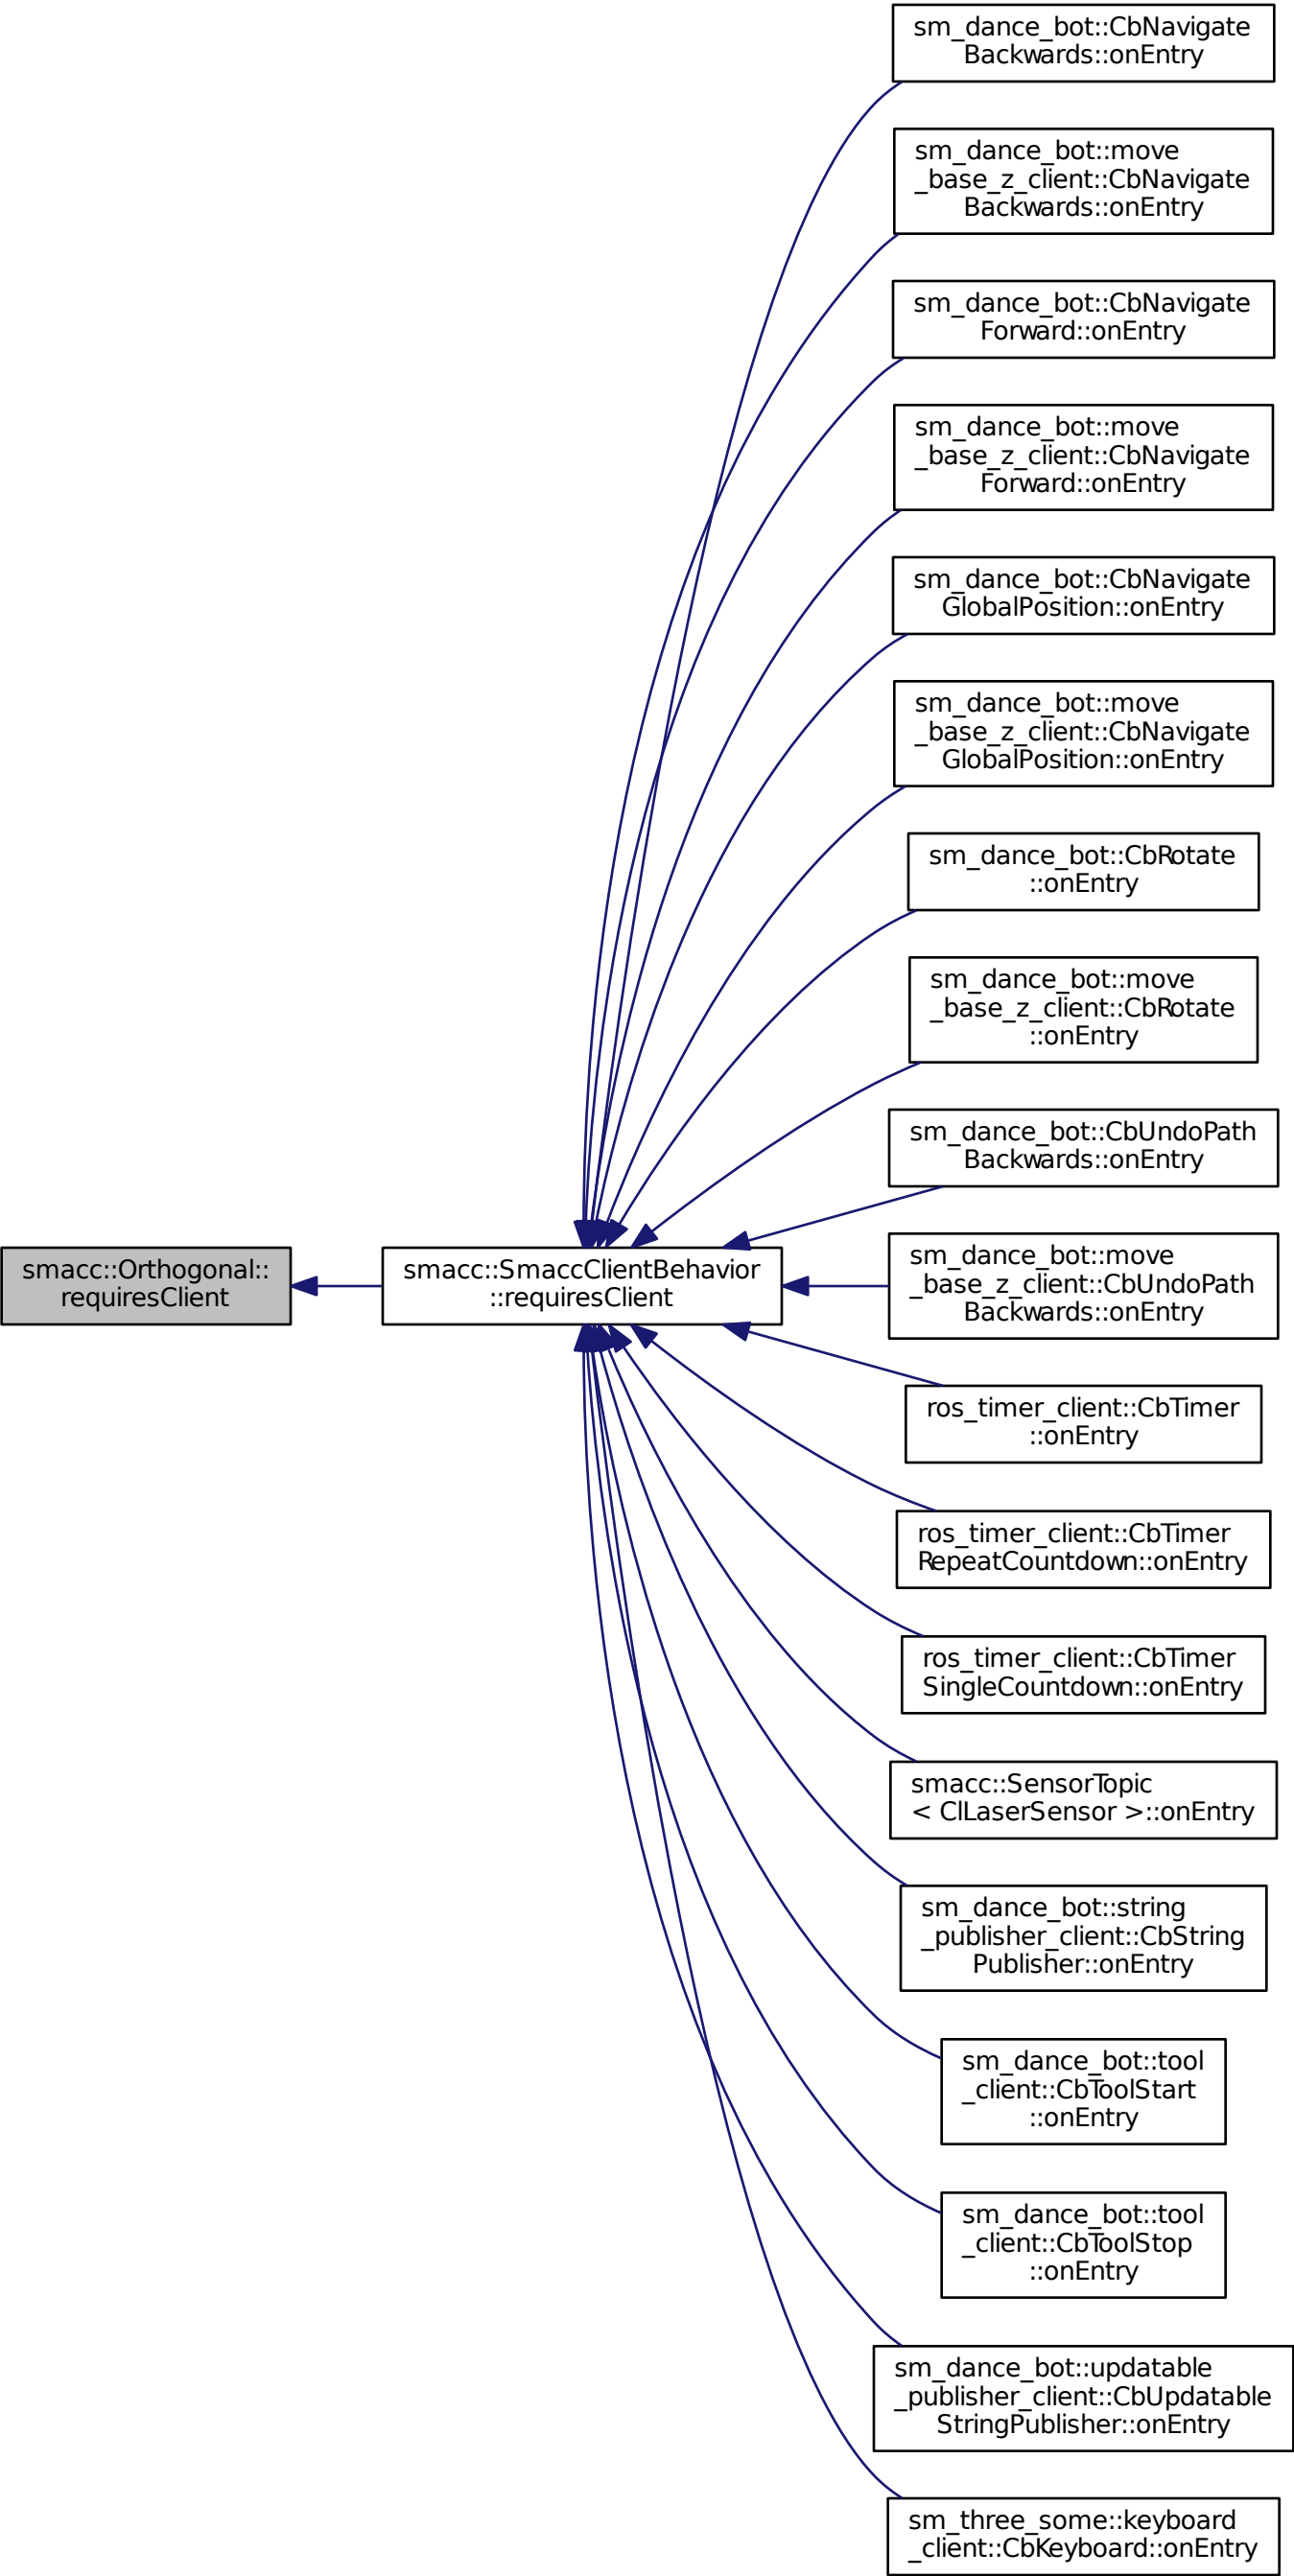 sm_dance_bot::CbNavigate
Backwards::onEntry
sm_dance_bot::move
_base_z_client::CbNavigate
Backwards::onEntry
sm_dance_bot::CbNavigate
Forward::onEntry
sm_dance_bot::move
_base_z_client::CbNavigate
Forward::onEntry
sm_dance_bot::CbNavigate
GlobalPosition::onEntry
sm_dance_bot::move
_base_z_client::CbNavigate
GlobalPosition::onEntry
sm_dance_bot::CbRotate
::onEntry
sm_dance_bot::move
_base_z_client::CbRotate
::onEntry
sm_dance_bot::CbUndoPath
Backwards::onEntry
smacc::Orthogonal::
requiresClient
smacc::SmaccClientBehavior
::requiresClient
sm_dance_bot::move
_base_z_client::CbUndoPath
Backwards::onEntry
ros_timer_client::CbTimer
::onEntry
ros_timer_client::CbTimer
RepeatCountdown::onEntry
ros_timer_client::CbTimer
SingleCountdown::onEntry
smacc::SensorTopic
< ClLaserSensor >::onEntry
sm_dance_bot::string
_publisher_client::CbString
Publisher::onEntry
sm_dance_bot::tool
_client::CbToolStart
::onEntry
sm_dance_bot::tool
_client::CbToolStop
::onEntry
sm_dance_bot::updatable
_publisher_client::CbUpdatable
StringPublisher::onEntry
sm_three_some::keyboard
_client::CbKeyboard::onEntry